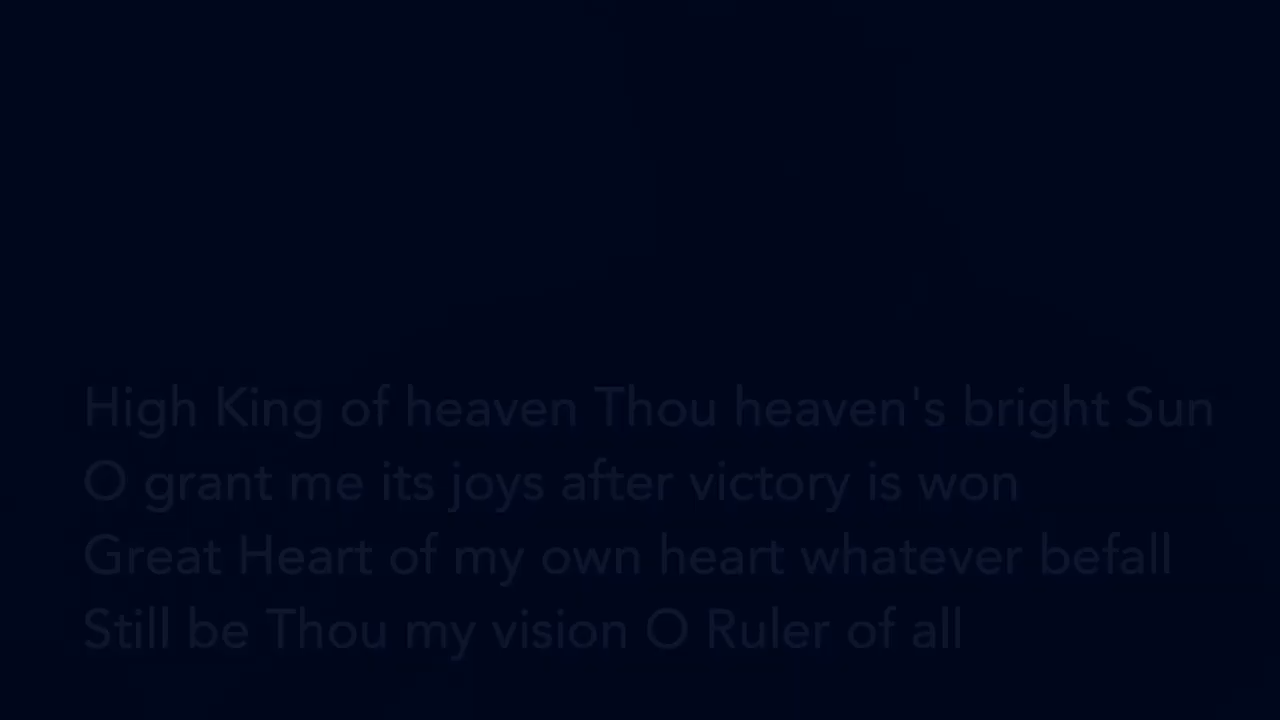 High King of heaven Thou heaven's bright Sun
O grant me its joys after victory is won
Great Heart of my own heart whatever befall
Still be Thou my vision O Ruler of all